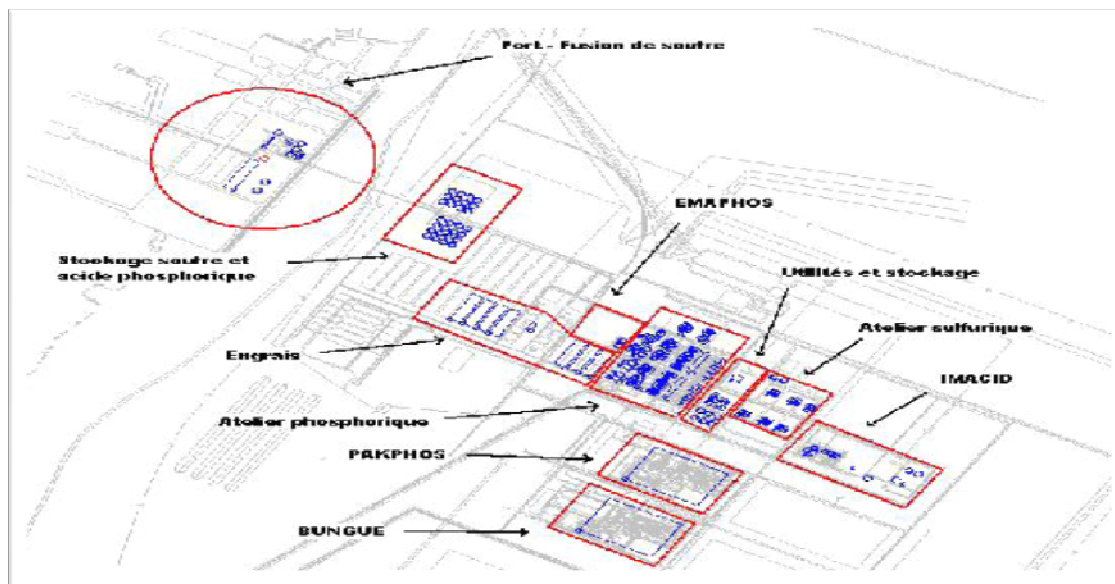 Port - Fusion de soufre
EMAPHOS
Stockage soufre et
acide phosphorique
Utilités et stockage
Atelier sulfurique
Engrais
IMACID
Atelier phosphorique
PAKPHOS
BUNGUE